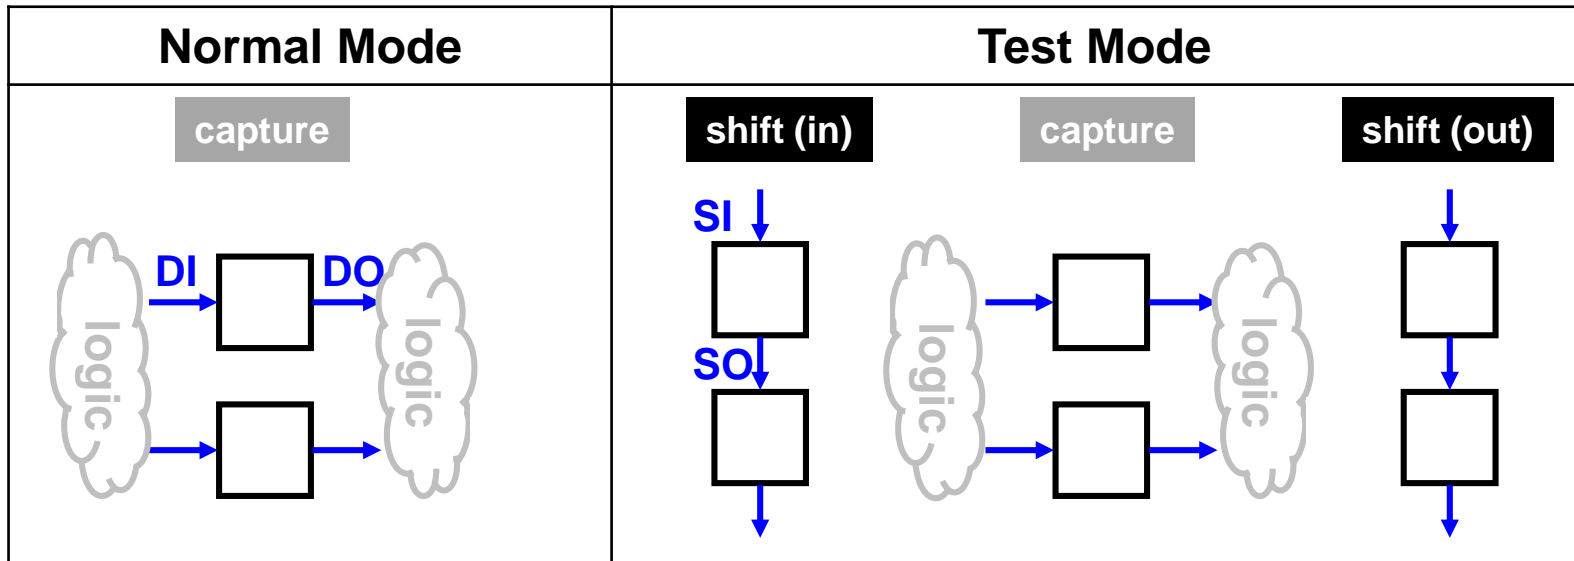 Normal Mode
Test Mode
capture
shift (in)
capture
shift (out)
SI
DI
DO
logic
logic
SO
logic
logic